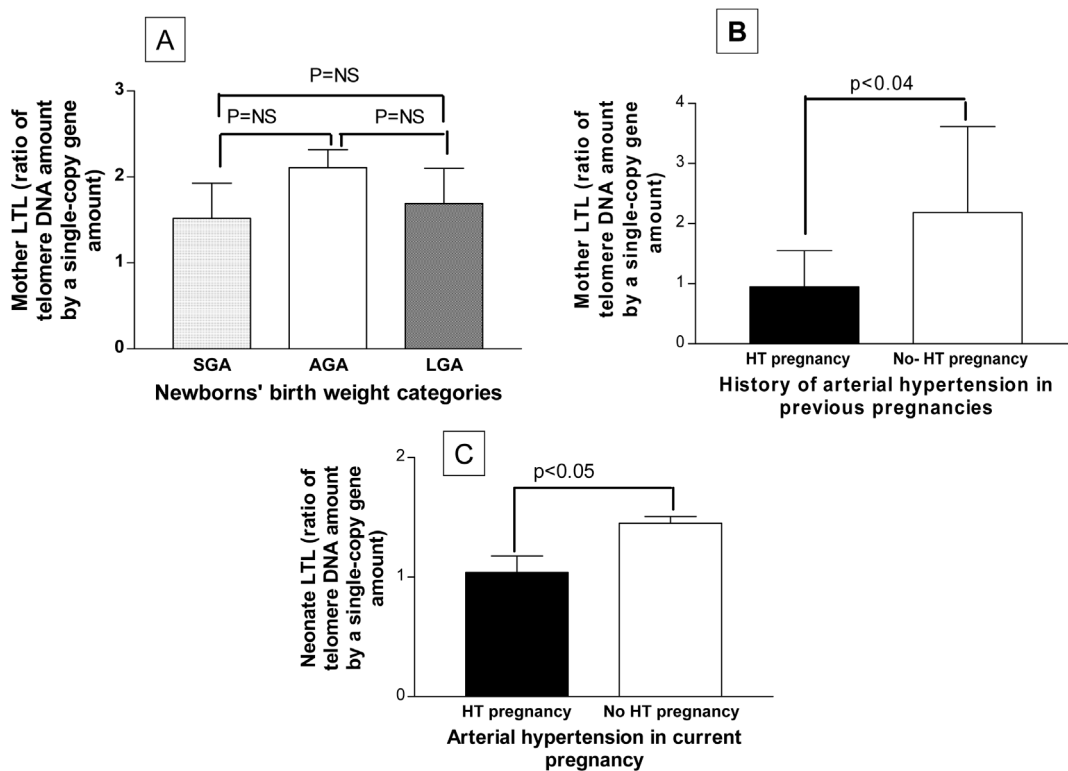 A
Mother LTL (ratio of
telomere DNA amount
by a single-copy gene
amount)
3
2
1
0
P=NS
P=NS
P=NS
SGA
AGA
LGA
Newborns' birth weight categories
B
Mother LTL (ratio of
telomere DNA amount
by a single-copy gene
amount)
4
3
2
1
0
p<0.04
HT pregnancy
No- HT pregnancy
History of arterial hypertension in
previous pregnancies
C
Neonate LTL (ratio of
telomere DNA amount
by a single-copy gene
amount)
2
1
0
p<0.05
HT pregnancy
No HT pregnancy
Arterial hypertension in current
pregnancy